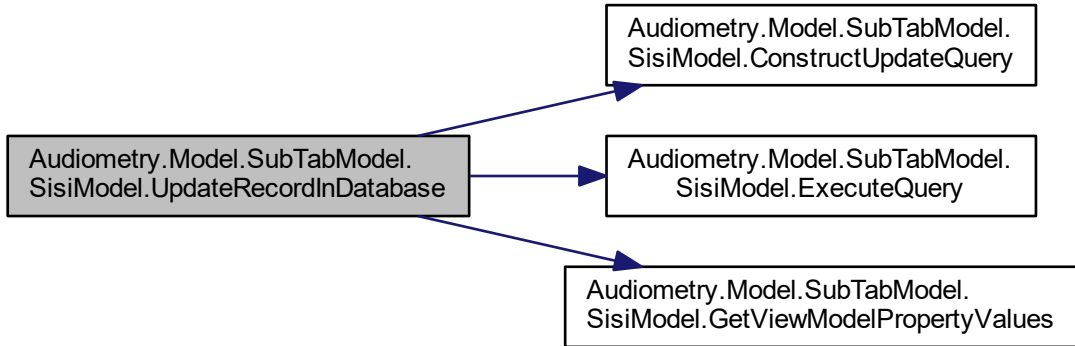 Audiometry.Model.SubTabModel.
SisiModel.UpdateRecordInDatabase
Audiometry.Model.SubTabModel.
SisiModel.ConstructUpdateQuery
Audiometry.Model.SubTabModel.
SisiModel.ExecuteQuery
Audiometry.Model.SubTabModel.
SisiModel.GetViewModelPropertyValues